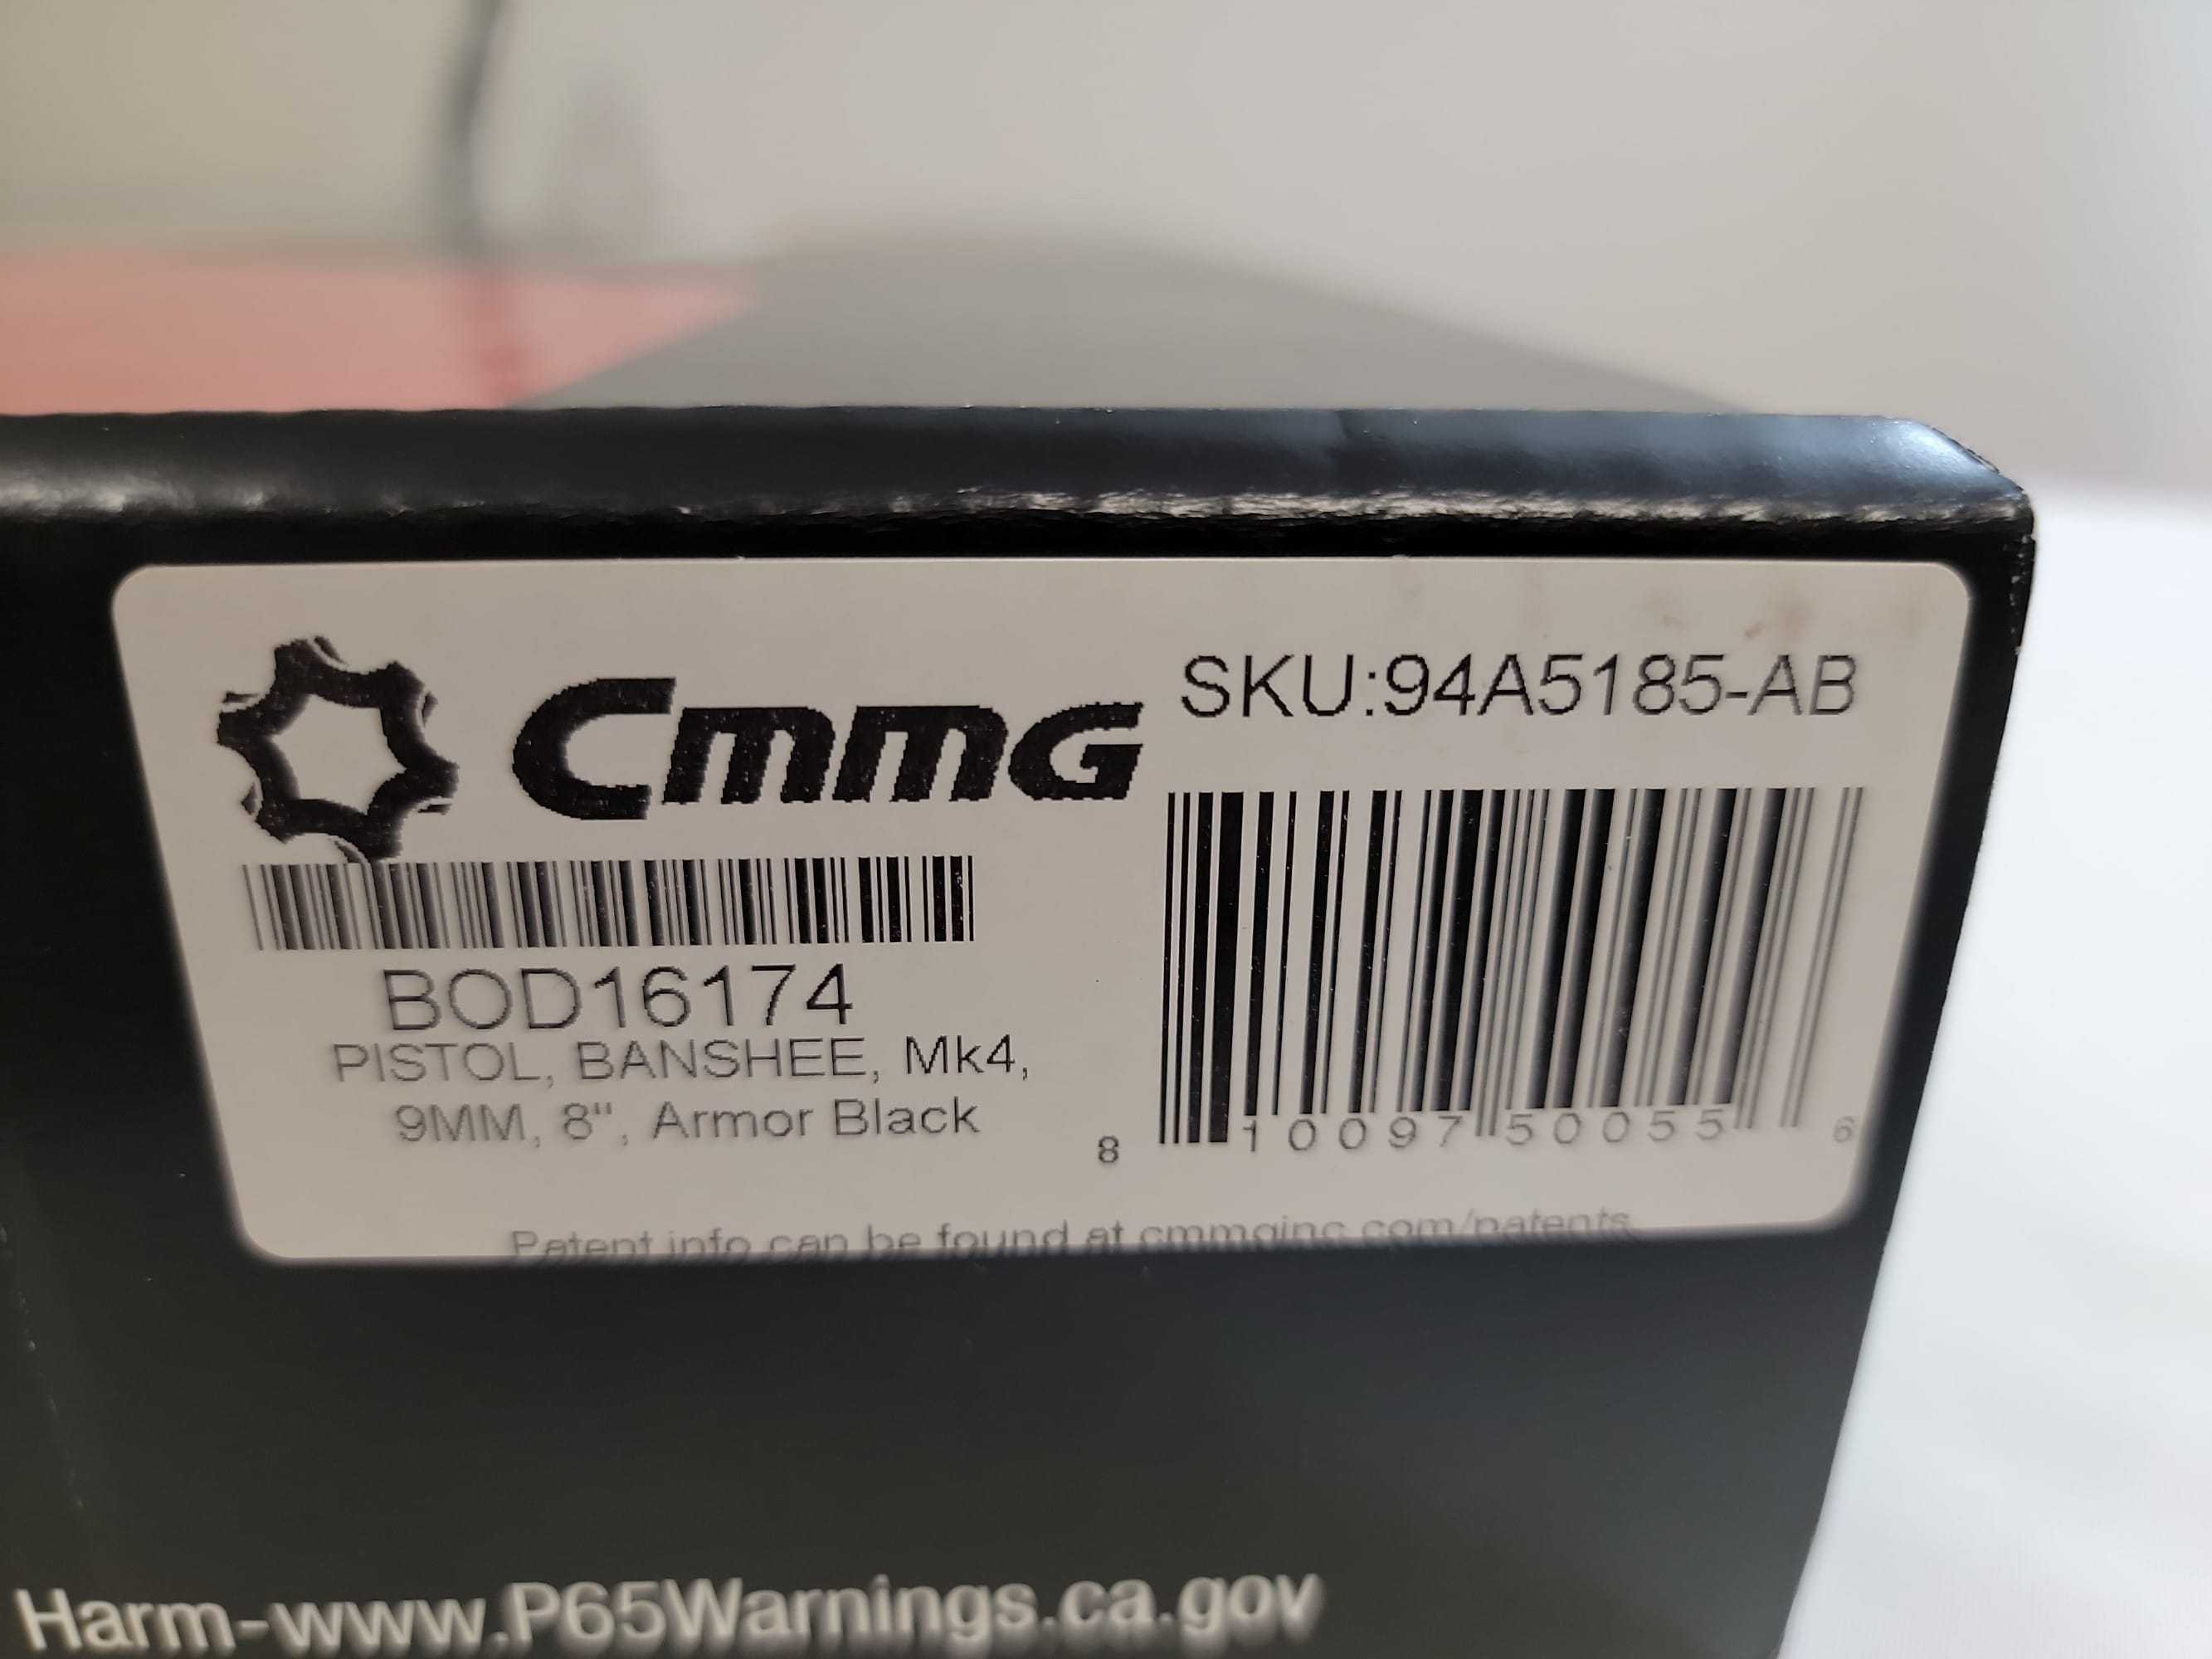 CmmG
SKU:94A5185-AB
BOD16174
PISTOL, BANSHEE, Mk4,
9MM, 8", Armor Black
8 10097 50055 6
Patent info can be found at cmmginc.com/patents
Harm-www.P65Warnings.ca.gov